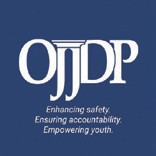 OJJDP
Enhancing safety.
Ensuring accountability.
Empowering youth.